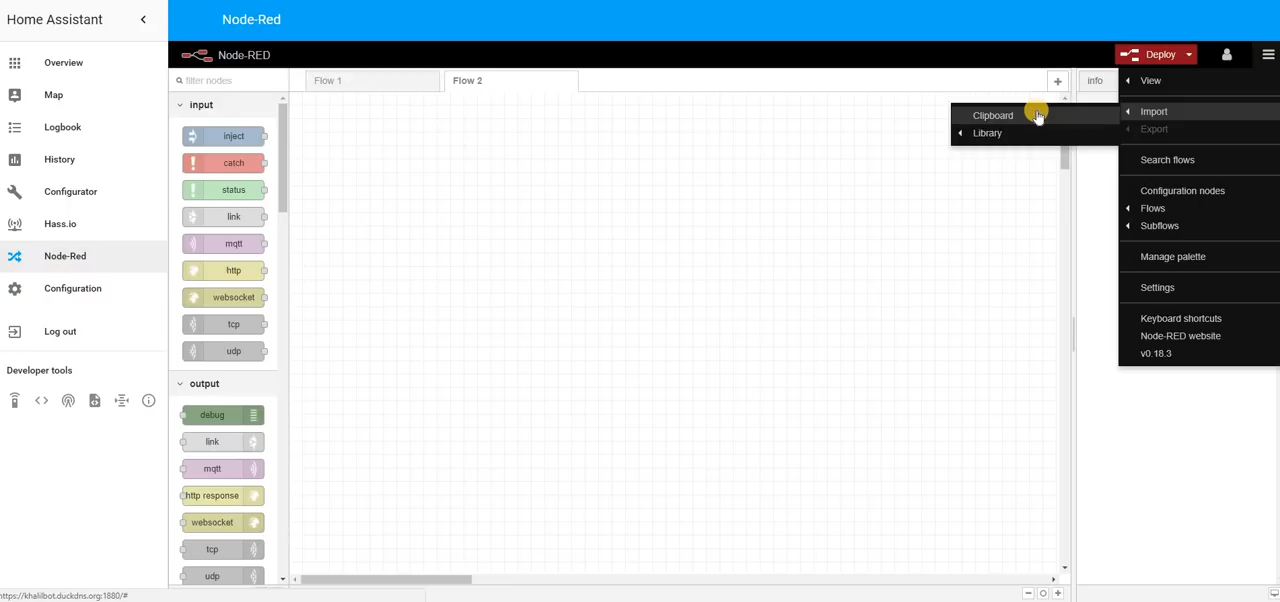 Home Assistant
Node-Red
Node-RED
Deploy
Overview
Map
Logbook
History
Configurator
Hass.io
Node-Red
Configuration
Log out
Developer tools
filter nodes
input
inject
catch
status
link
mqtt
http
websocket
tcp
udp
output
debug
link
mqtt
http response
websocket
tcp
udp
Flow 1
Flow 2
info
Clipboard
Library
View
Import
Export
Search flows
Configuration nodes
Flows
Subflows
Manage palette
Settings
Keyboard shortcuts
Node-RED website
v0.18.3
https://khalilbot.duckdns.org:1880/#